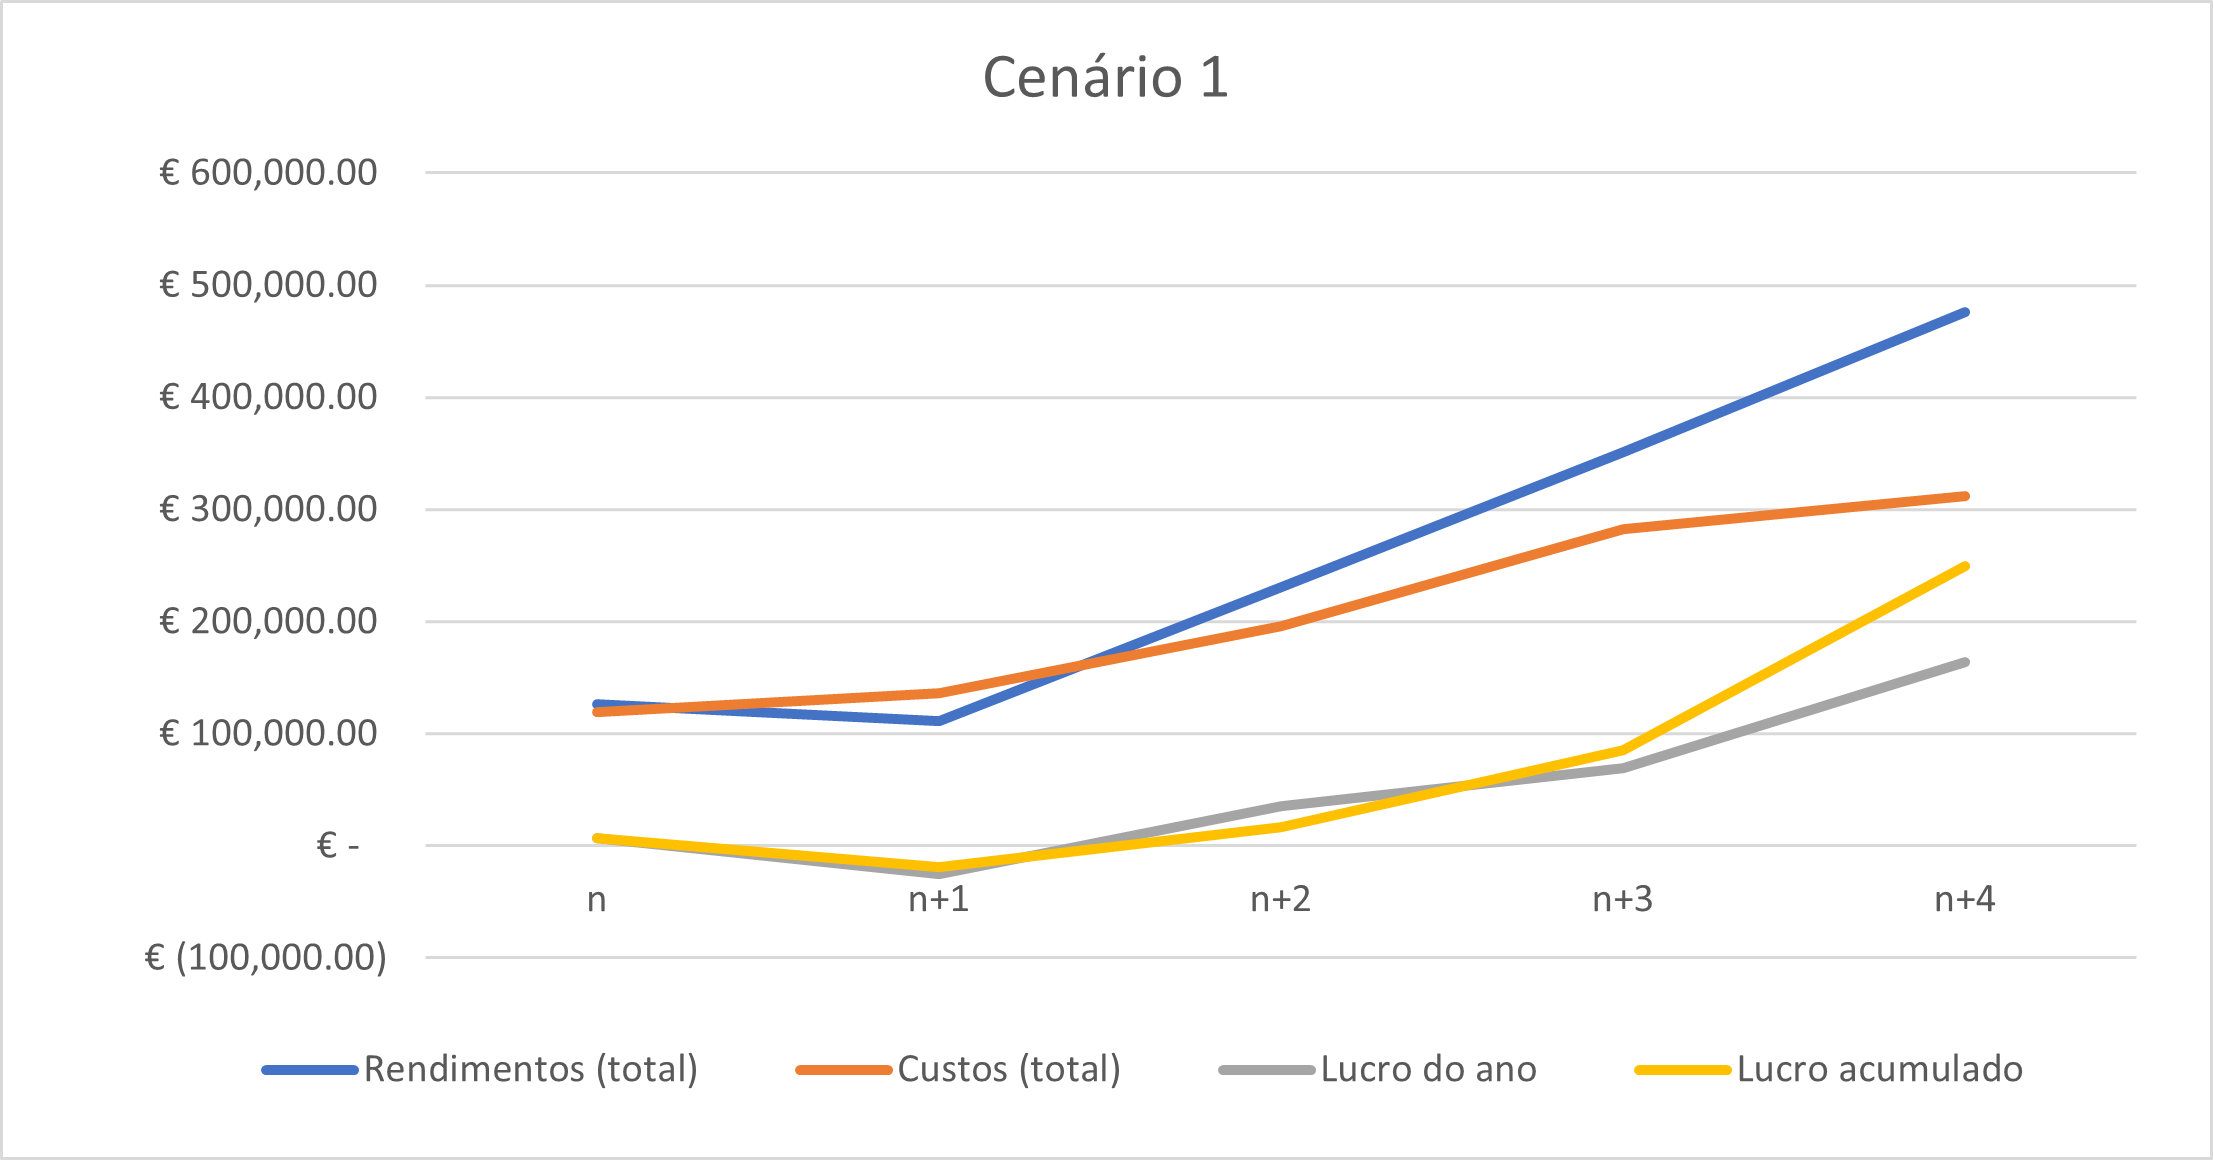 Cenário 1
€ 600,000.00
€ 500,000.00
€ 400,000.00
€ 300,000.00
€ 200,000.00
€ 100,000.00
€ -
€ (100,000.00)
n n+1 n+2 n+3 n+4
Rendimentos (total) Custos (total) Lucro do ano Lucro acumulado